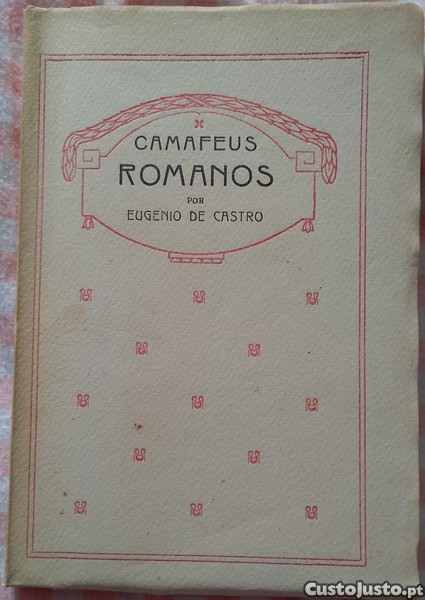 CAMAFEUS
ROMANOS
POR
EUGENIO DE CASTRO
CustoJusto.pt